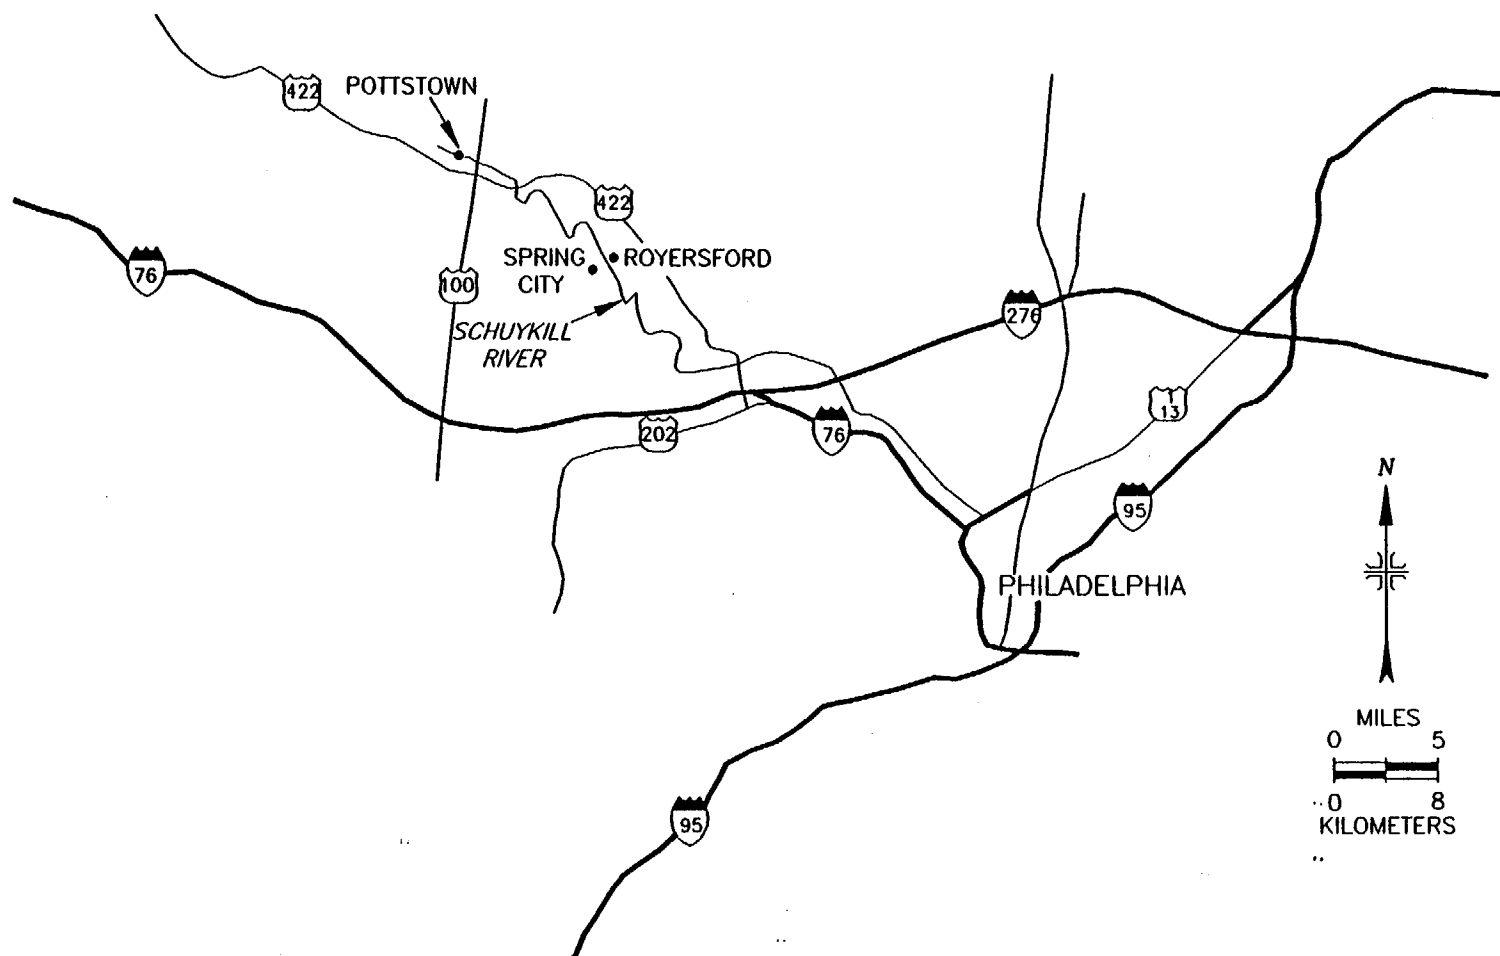 422
POTTSTOWN
422
76
SPRING
CITY
ROYERSFORD
100
SCHUYKILL
RIVER
276
202
76
1
13
95
N
PHILADELPHIA
MILES
0 5
0 8
KILOMETERS
95